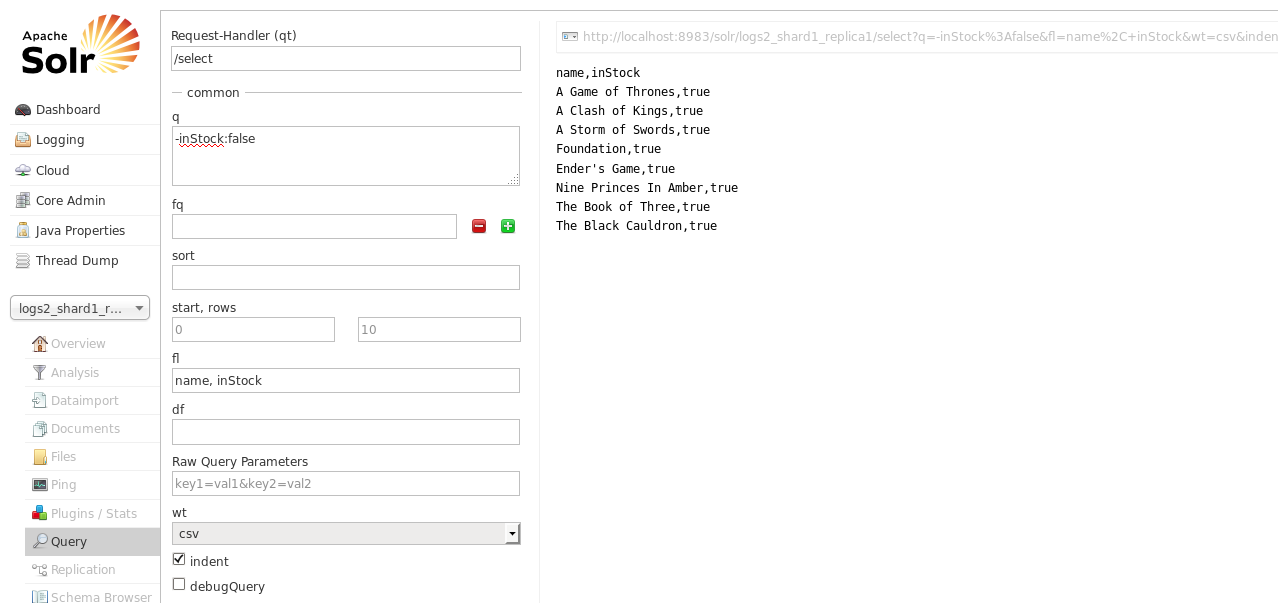 Apache
Solr
Dashboard
Logging
Cloud
Core Admin
Java Properties
Thread Dump
logs2_shard1_r...
Overview
Analysis
Dataimport
Documents
Files
Ping
Plugins / Stats
Query
Replication
Schema Browser
Request-Handler (qt)
/select
common
q
-inStock:false
fq
sort
start, rows
0 10
fl
name, inStock
df
Raw Query Parameters
key1=val1&key2=val2
wt
csv
indent
debugQuery
http://localhost:8983/solr/logs2_shard1_replica1/select?q=-inStock%3Afalse&fl=name%2C+inStock&wt=csv&inden
name,inStock
A Game of Thrones,true
A Clash of Kings,true
A Storm of Swords,true
Foundation,true
Ender's Game,true
Nine Princes In Amber,true
The Book of Three,true
The Black Cauldron,true